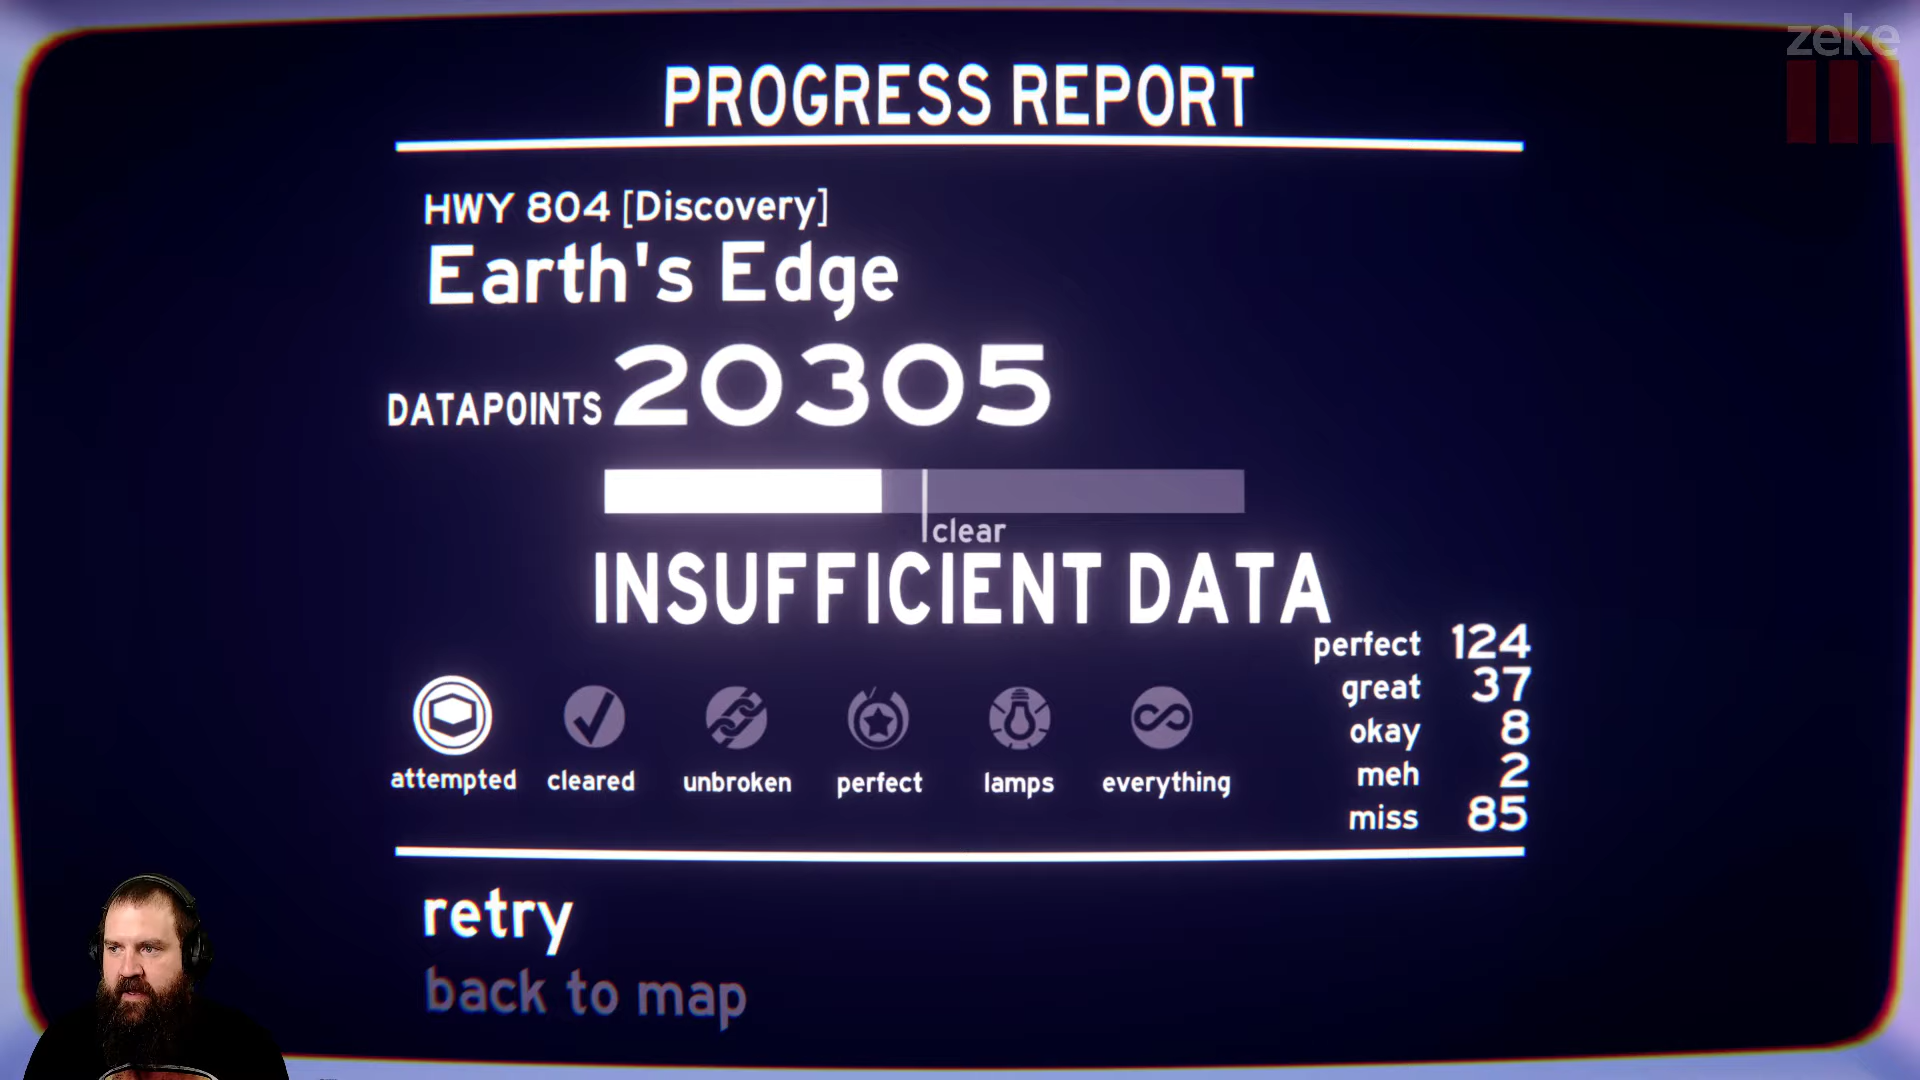 zeke
PROGRESS REPORT
HWY 804 [Discovery]
Earth's Edge
DATAPOINTS 20305
clear
INSUFFICIENT DATA
perfect 124
great 37
okay 8
meh 2
miss 85
attempted cleared unbroken perfect lamps everything
retry
back to map